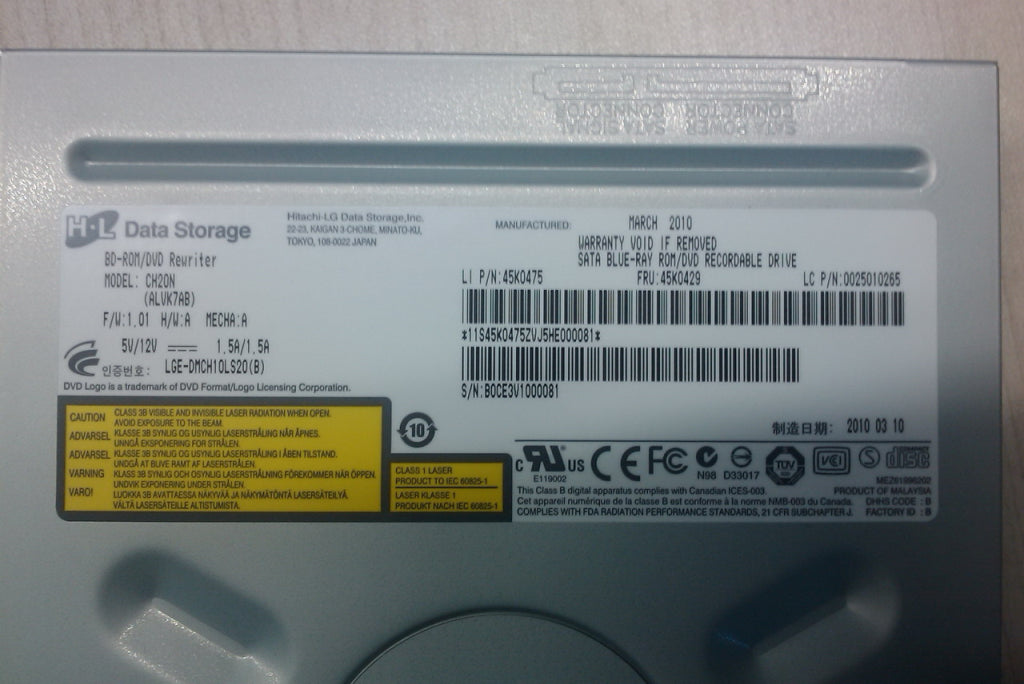 SATA SIGNAL CONNECTOR
SATA POWER CONNECTOR
H·L Data Storage
Hitachi-LG Data Storage,Inc.
22-23, KAIGAN 3-CHOME, MINATO-KU,
TOKYO, 108-0022 JAPAN
BD-ROM/DVD Rewriter
MODEL: CH20N
(ALVK7AB)
F/W:1.01 H/W:A MECHA:A
5V/12V 1.5A/1.5A
인증번호: LGE-DMCH10LS20(B)
DVD Logo is a trademark of DVD Format/Logo Licensing Corporation.
MANUFACTURED: MARCH 2010
WARRANTY VOID IF REMOVED
SATA BLUE-RAY ROM/DVD RECORDABLE DRIVE
LI P/N:45K0475 FRU:45K0429 LC P/N:0025010265
*11S45K0475ZVJ5HE000081*
S/N:B0CE3V1000081
制造日期: 2010 03 10
CAUTION CLASS 3B VISIBLE AND INVISIBLE LASER RADIATION WHEN OPEN.
AVOID EXPOSURE TO THE BEAM.
ADVARSEL KLASSE 3B SYNLIG OG USYNLIG LASERSTRÅLING NÅR ÅPNES.
UNNGÅ EKSPONERING FOR STRÅLEN.
ADVARSEL KLASSE 3B SYNLIG OG USYNLIG LASERSTRÅLING I ÅBEN TILSTAND.
UNDGÅ AT BLIVE RAMT AF LASERSTRÅLEN.
VARNING KLASS 3B SYNLIG OCH OSYNLIG LASERSTRÅLNING FÖREKOMMER NÄR ÖPPEN.
UNDVIK EXPONERING UNDER STRÅLEN.
VARO! LUOKKA 3B AVATTAESSA NÄKYVÄÄ JA NÄKYMÄTÖNTÄ LASERSÄTEILYÄ.
VÄLTÄ LASERSÄTEILLE ALTISTUMISTA.
CLASS 1 LASER
PRODUCT TO IEC 60825-1
LASER KLASSE 1
PRODUKT NACH IEC 60825-1
10
c RU US CE FC TÜV VCI S disc
E119002 N98 D33017
MEZ61996202
This Class B digital apparatus complies with Canadian ICES-003. PRODUCT OF MALAYSIA
Cet appareil numérique de la classe B est conforme à la norme NMB-003 du Canada. DHHS CODE : B
COMPLIES WITH FDA RADIATION PERFORMANCE STANDARDS, 21 CFR SUBCHAPTER J. FACTORY ID : B